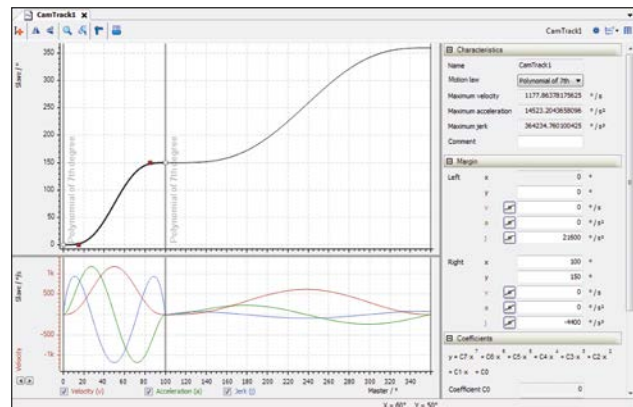 CamTrack1
CamTrack1
Slave / °
350
300
250
200
150
100
50
0
Polynomial of 7th degree
Polynomial of 7th degree
Slave / °/s
Velocity
1k
500
-500
-1k
0 20 40 60 80 100 120 140 160 180 200 220 240 260 280 300 320 340
Master / °
Velocity (v)
Acceleration (a)
Jerk (j)
X = 60° Y = 50°
Characteristics
Name CamTrack1
Motion law Polynomial of 7th
Maximum velocity 1177.86378175625 °/s
Maximum acceleration 14523.2043658096 °/s²
Maximum jerk 364234.760100425 °/s³
Comment
Margin
Left x 0 °
y 0 °
v 0 °/s
a 0 °/s²
j 21600 °/s³
Right x 100 °
y 150 °
v 0 °/s
a 0 °/s²
j -4400 °/s³
Coefficients
y = C7·x⁷ + C6·x⁶ + C5·x⁵ + C4·x⁴ + C3·x³ + C2·x²
+ C1·x + C0
Coefficient C0 0